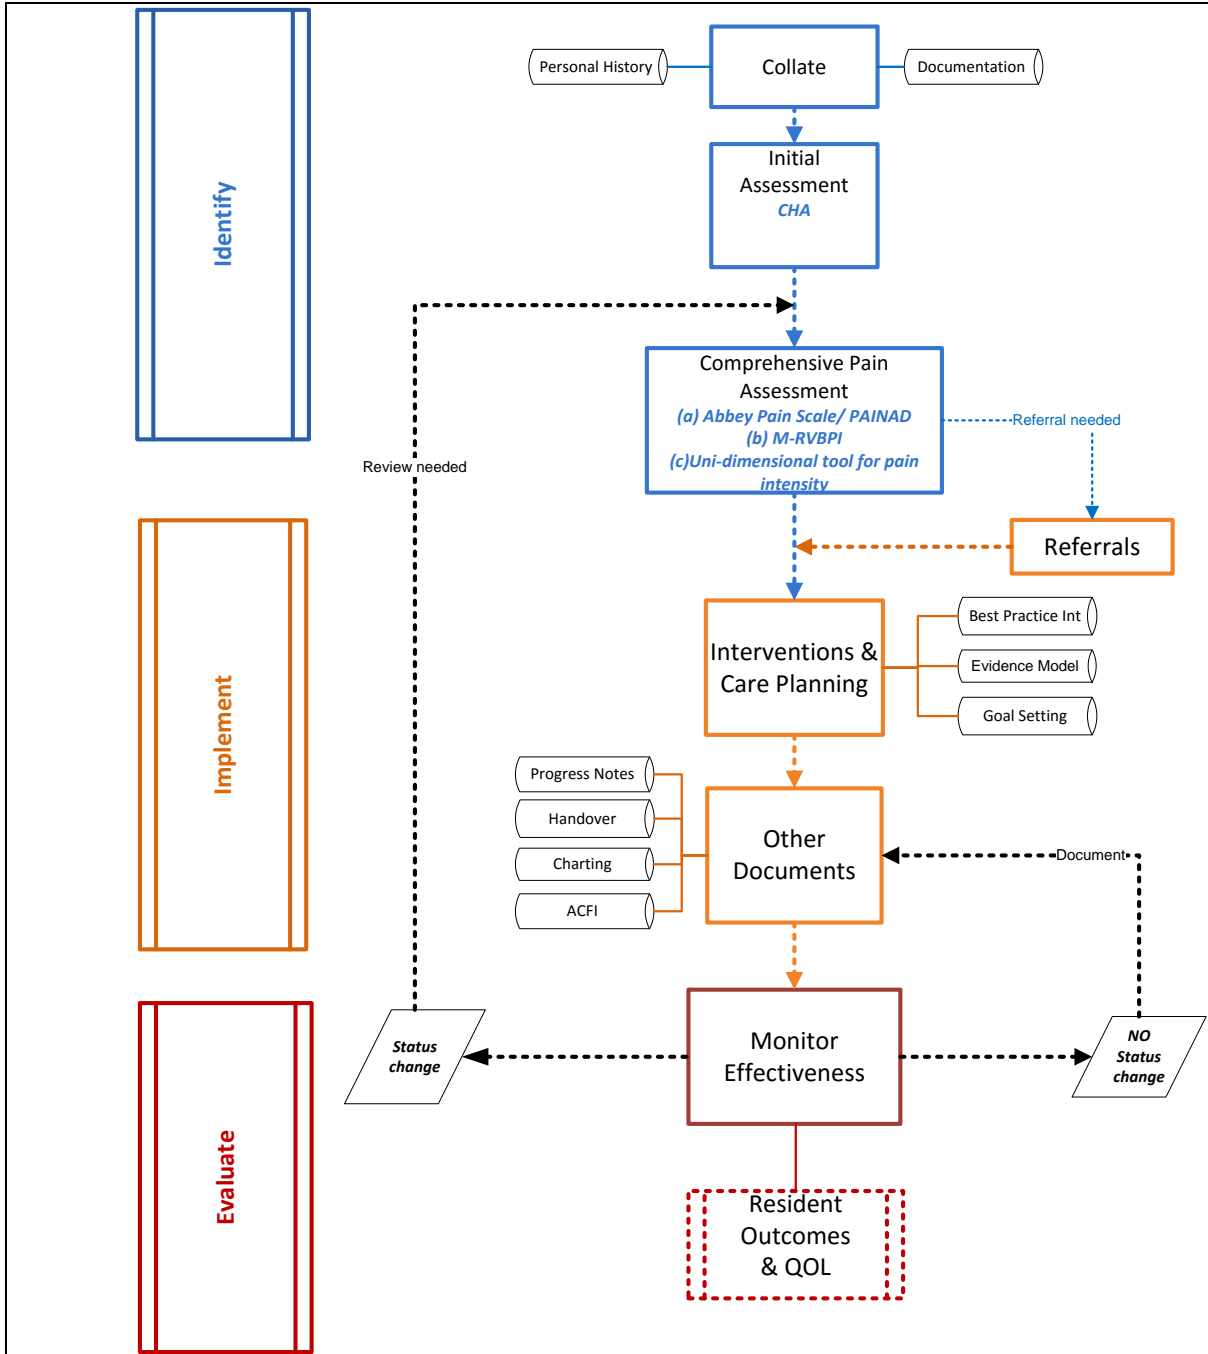 Identify
Personal History
Collate
Documentation
Initial
Assessment
CHA
Comprehensive Pain
Assessment
(a) Abbey Pain Scale/ PAINAD
(b) M-RVBPI
(c)Uni-dimensional tool for pain
intensity
Referral needed
Review needed
Implement
Referrals
Interventions &
Care Planning
Best Practice Int
Evidence Model
Goal Setting
Progress Notes
Handover
Charting
ACFI
Other
Documents
Document
Evaluate
Status
change
Monitor
Effectiveness
NO
Status
change
Resident
Outcomes
& QOL